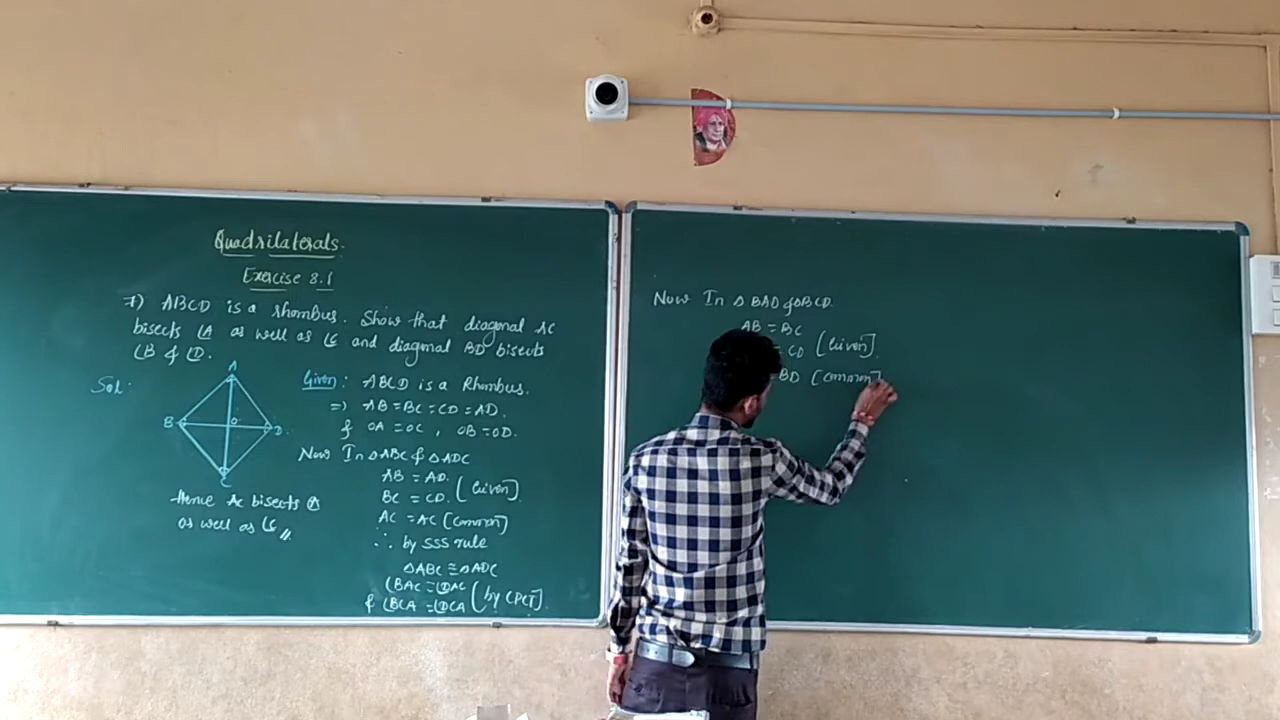 Quadrilaterals.
Exercise 8.1
7) ABCD is a rhombus. Show that diagonal AC
bisects ∠A as well as ∠C and diagonal BD bisects
∠B & ∠D.
Sol:
A
B
O
D
C
Hence AC bisects ∠A
as well as ∠C //
Given: ABCD is a Rhombus.
=> AB = BC = CD = AD.
& OA = OC , OB = OD.
Now In △ABC & △ADC
AB = AD.
BC = CD. [Given].
AC = AC [Common]
∴ by SSS rule
△ABC ≅ △ADC
∠BAC = ∠DAC
& ∠BCA = ∠DCA [by CPCT].
Now In △BAD & △BCD.
AB = BC
= CD [Given].
= BD [Common]